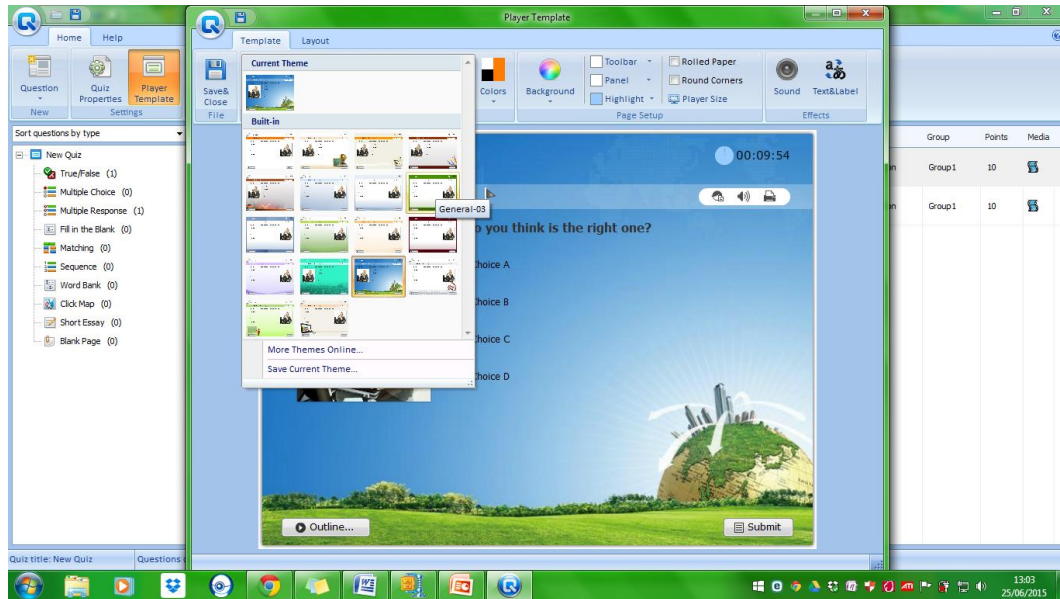 Player Template
Home Help
Template Layout
Question
Quiz Properties
Player Template
New Settings
Save& Close
File
Current Theme
Built-in
General-03
More Themes Online...
Save Current Theme...
Colors
Background
Toolbar
Panel
Highlight
Rolled Paper
Round Corners
Player Size
Page Setup
Sound
Text&Label
Effects
Sort questions by type
New Quiz
True/False (1)
Multiple Choice (0)
Multiple Response (1)
Fill in the Blank (0)
Matching (0)
Sequence (0)
Word Bank (0)
Click Map (0)
Short Essay (0)
Blank Page (0)
00:09:54
you think is the right one?
Choice A
Choice B
Choice C
Choice D
Outline...
Submit
Group Points Media
Group1 10
Group1 10
Quiz title: New Quiz
Questions
13:03
25/06/2015